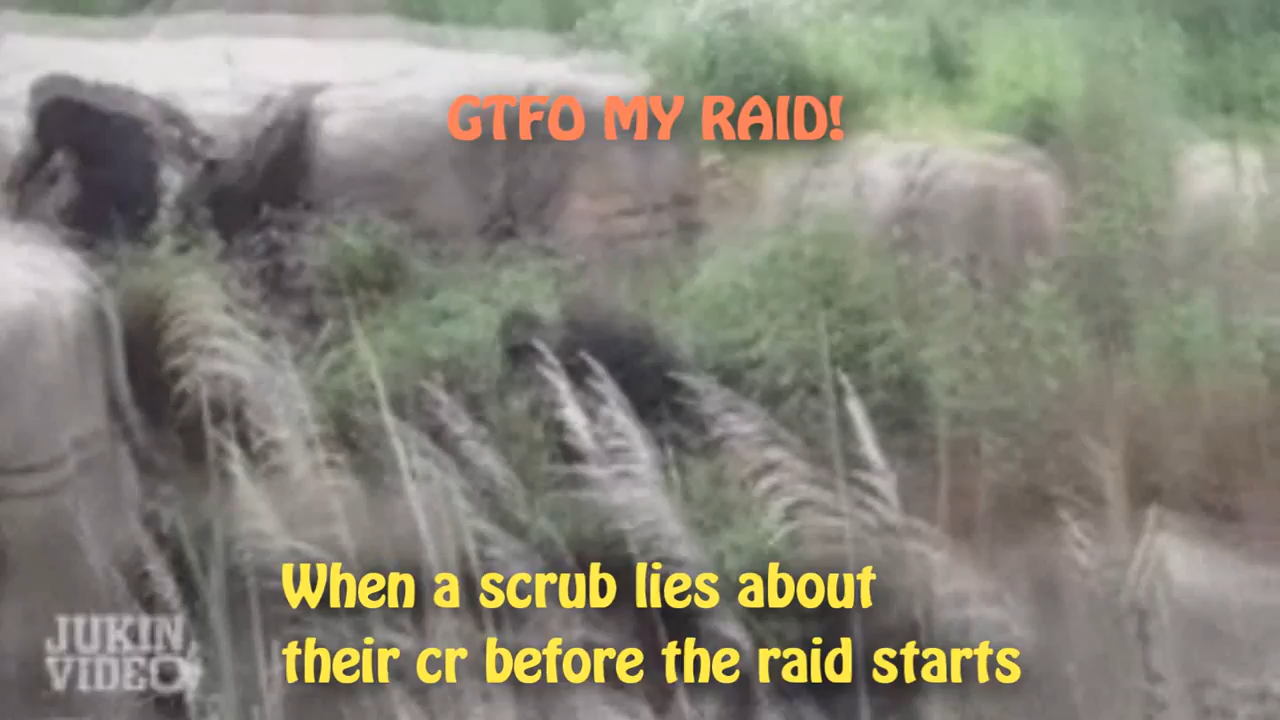 GTFO MY RAID!
When a scrub lies about
their cr before the raid starts
JUKIN
VIDEO